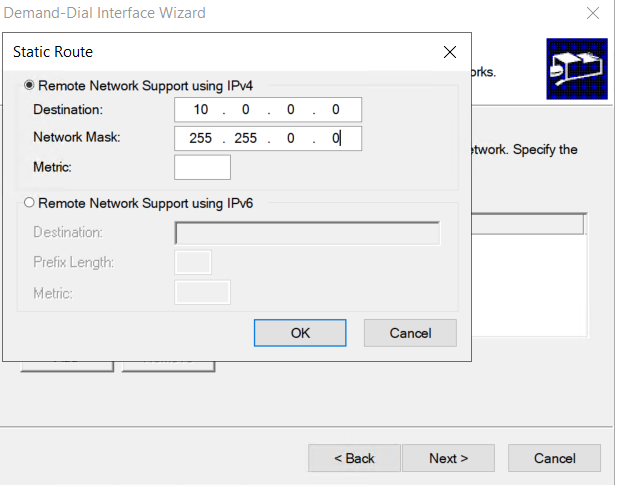 Demand-Dial Interface Wizard
Static Route
orks.
Remote Network Support using IPv4
Destination: 10 . 0 . 0 . 0
Network Mask: 255 . 255 . 0 . 0
etwork. Specify the
Metric:
Remote Network Support using IPv6
Destination:
Prefix Length:
Metric:
OK Cancel
< Back Next > Cancel